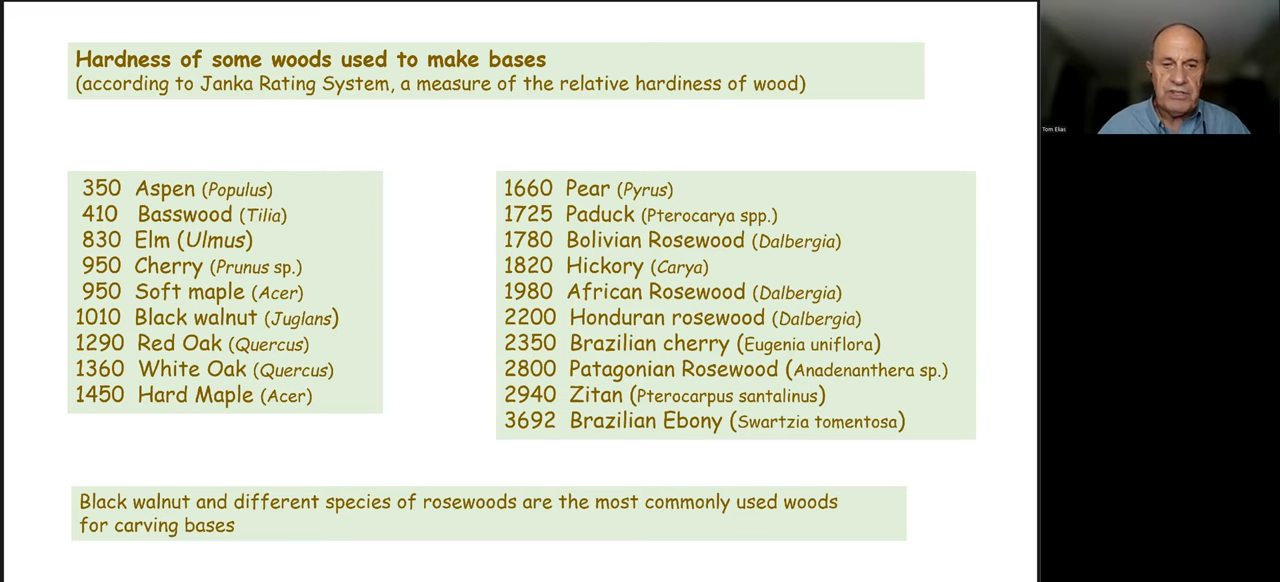 Hardness of some woods used to make bases
(according to Janka Rating System, a measure of the relative hardiness of wood)
350 Aspen (Populus)
410 Basswood (Tilia)
830 Elm (Ulmus)
950 Cherry (Prunus sp.)
950 Soft maple (Acer)
1010 Black walnut (Juglans)
1290 Red Oak (Quercus)
1360 White Oak (Quercus)
1450 Hard Maple (Acer)
1660 Pear (Pyrus)
1725 Paduck (Pterocarya spp.)
1780 Bolivian Rosewood (Dalbergia)
1820 Hickory (Carya)
1980 African Rosewood (Dalbergia)
2200 Honduran rosewood (Dalbergia)
2350 Brazilian cherry (Eugenia uniflora)
2800 Patagonian Rosewood (Anadenanthera sp.)
2940 Zitan (Pterocarpus santalinus)
3692 Brazilian Ebony (Swartzia tomentosa)
Black walnut and different species of rosewoods are the most commonly used woods
for carving bases
Tom Elias